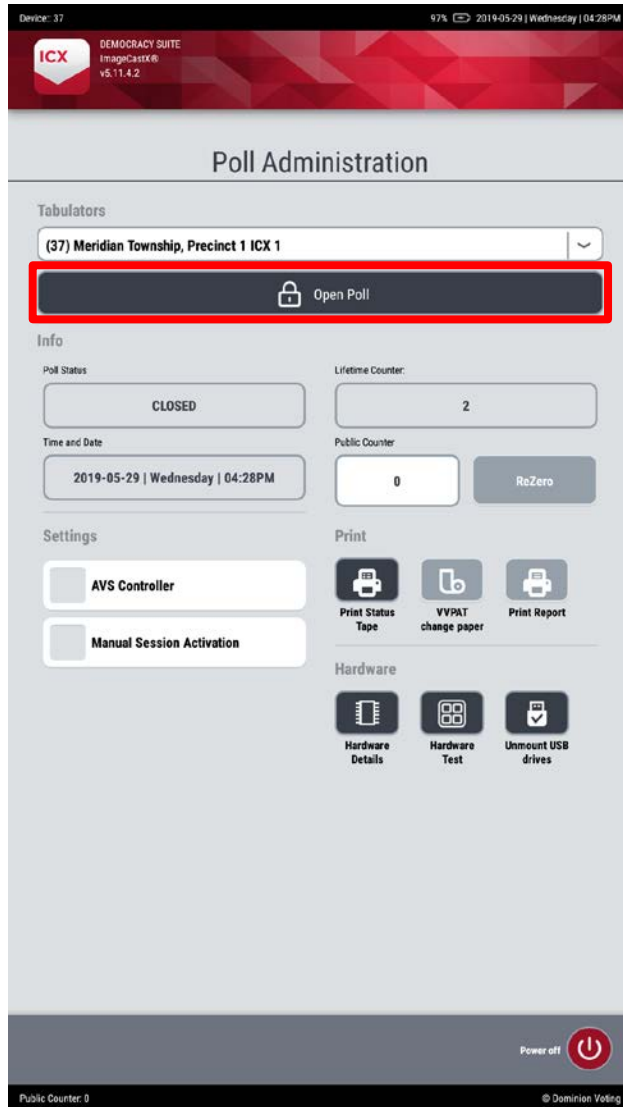 Device: 37
97% 2019-05-29 | Wednesday | 04:28PM
ICX
DEMOCRACY SUITE
ImageCastX®
v5.11.4.2
Poll Administration
Tabulators
(37) Meridian Township, Precinct 1 ICX 1
Open Poll
Info
Poll Status
CLOSED
Lifetime Counter:
2
Time and Date
2019-05-29 | Wednesday | 04:28PM
Public Counter
0
ReZero
Settings
AVS Controller
Manual Session Activation
Print
Print Status
Tape
VVPAT
change paper
Print Report
Hardware
Hardware
Details
Hardware
Test
Unmount USB
drives
Power off
Public Counter: 0
© Dominion Voting